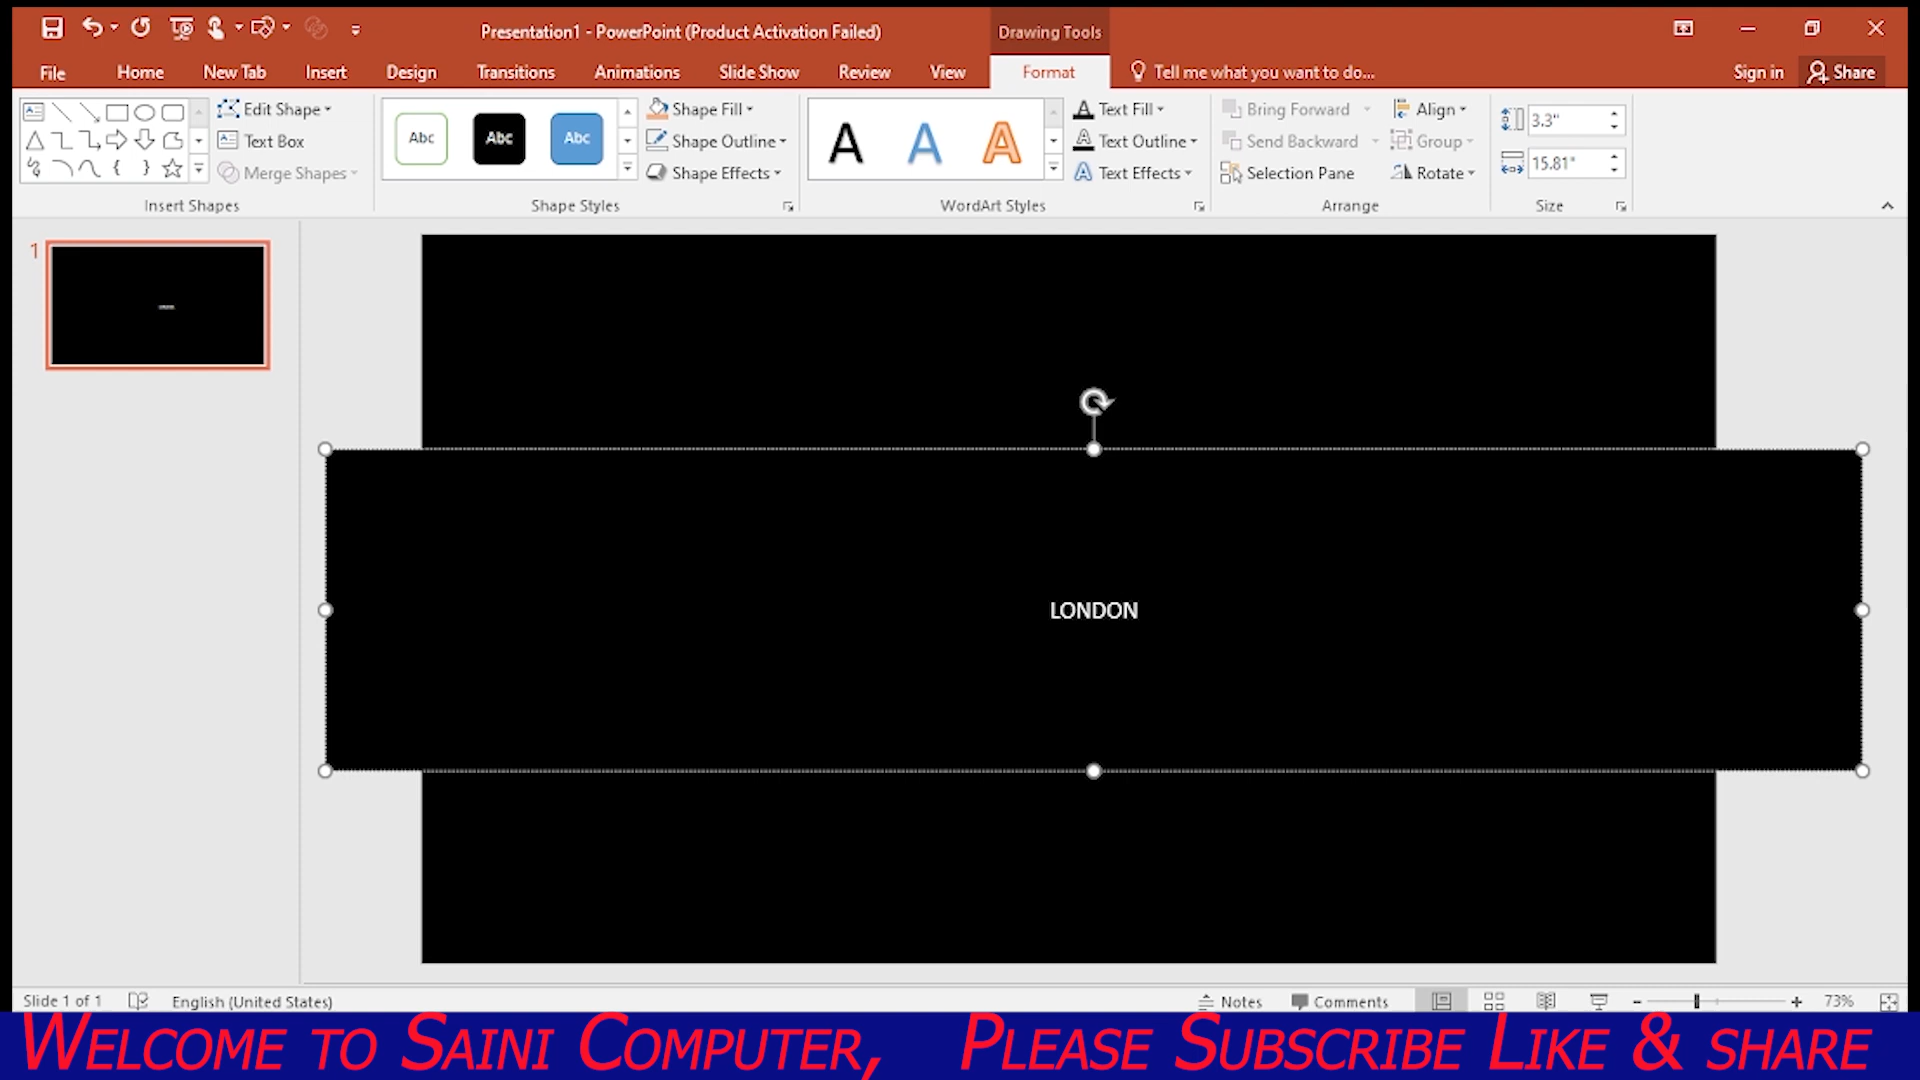 Presentation1 - PowerPoint (Product Activation Failed)
Drawing Tools
File Home New Tab Insert Design Transitions Animations Slide Show Review View Format Tell me what you want to do... Sign in Share
Edit Shape
Text Box
Merge Shapes
Insert Shapes
Abc Abc Abc
Shape Fill
Shape Outline
Shape Effects
Shape Styles
A A A
Text Fill
Text Outline
Text Effects
WordArt Styles
Bring Forward
Send Backward
Selection Pane
Align
Group
Rotate
Arrange
3.3"
15.81"
Size
1
LONDON
Slide 1 of 1 English (United States) Notes Comments 73%
WELCOME TO SAINI COMPUTER, PLEASE SUBSCRIBE LIKE & SHARE